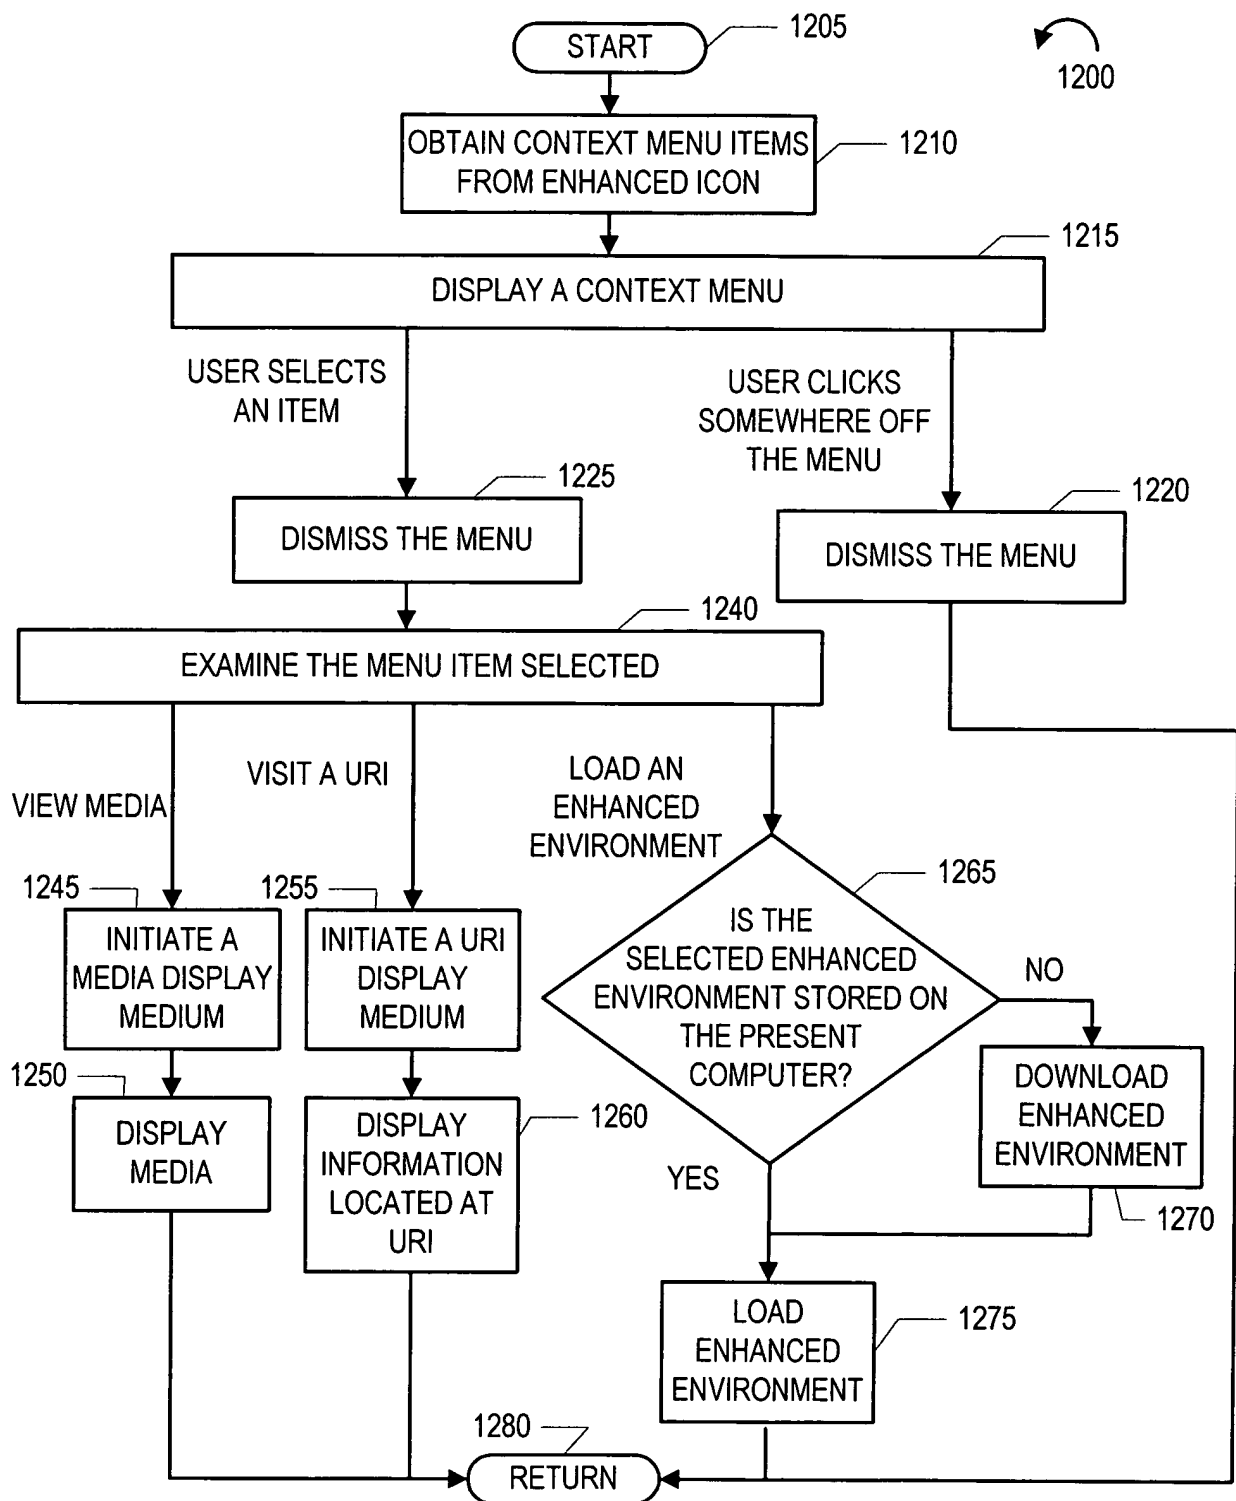 START
1205
1200
OBTAIN CONTEXT MENU ITEMS
FROM ENHANCED ICON
1210
1215
DISPLAY A CONTEXT MENU
USER SELECTS
AN ITEM
USER CLICKS
SOMEWHERE OFF
THE MENU
1225
DISMISS THE MENU
1220
DISMISS THE MENU
1240
EXAMINE THE MENU ITEM SELECTED
VIEW MEDIA
VISIT A URI
LOAD AN
ENHANCED
ENVIRONMENT
1245
INITIATE A
MEDIA DISPLAY
MEDIUM
1255
INITIATE A URI
DISPLAY
MEDIUM
1265
IS THE
SELECTED ENHANCED
ENVIRONMENT STORED ON
THE PRESENT
COMPUTER?
NO
1250
DISPLAY
MEDIA
1260
DISPLAY
INFORMATION
LOCATED AT
URI
YES
DOWNLOAD
ENHANCED
ENVIRONMENT
1270
LOAD
ENHANCED
ENVIRONMENT
1275
1280
RETURN